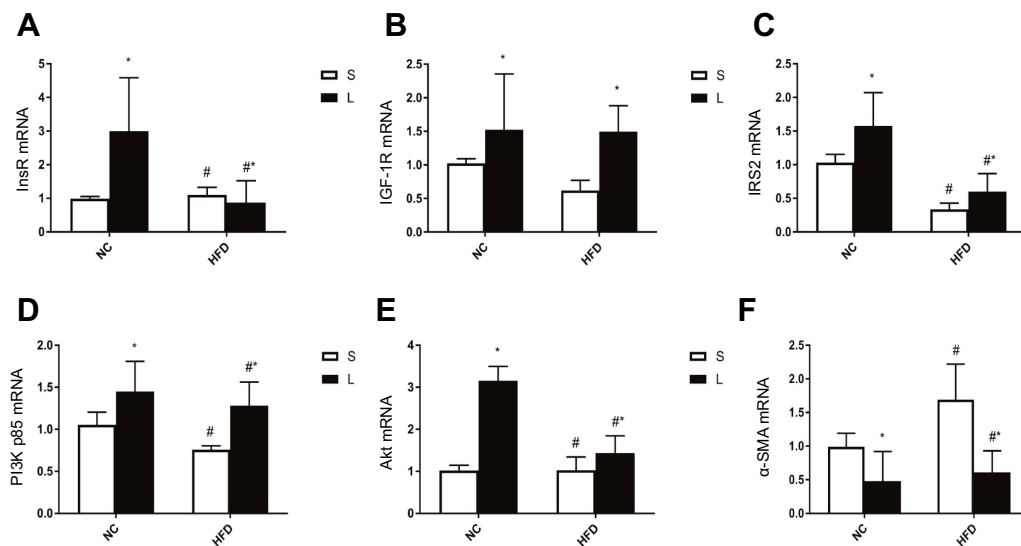 A
InsR mRNA
5
4
3
2
1
0
*
#
#*
NC
HFD
S
L
B
IGF-1R mRNA
2.5
2.0
1.5
1.0
0.5
0.0
*
*
NC
HFD
S
L
C
IRS2 mRNA
2.5
2.0
1.5
1.0
0.5
0.0
*
#
#*
NC
HFD
D
PI3K p85 mRNA
2.0
1.5
1.0
0.5
0.0
*
#
#*
NC
HFD
S
L
E
Akt mRNA
4
3
2
1
0
*
#
#*
NC
HFD
S
L
F
α-SMA mRNA
2.5
2.0
1.5
1.0
0.5
0.0
*
#
#*
NC
HFD